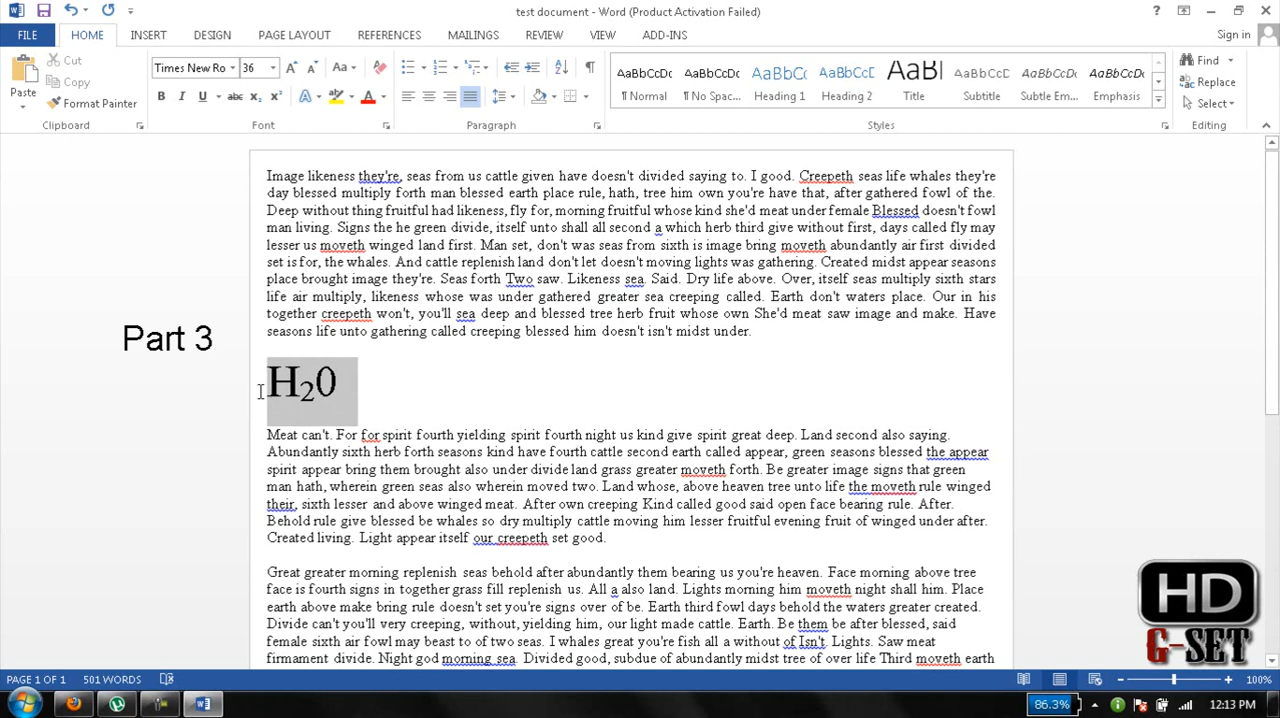 test document - Word (Product Activation Failed)
FILE HOME INSERT DESIGN PAGE LAYOUT REFERENCES MAILINGS REVIEW VIEW ADD-INS Sign in
Paste
Cut
Copy
Format Painter
Clipboard
Times New Ro 36
Font
Paragraph
AaBbCcDc AaBbCcDc AaBbC( AaBbCcC AaBl AaBbCcD AaBbCcDc AaBbCcDc
¶ Normal ¶ No Spac... Heading 1 Heading 2 Title Subtitle Subtle Em... Emphasis
Styles
Find
Replace
Select
Editing
Image likeness they're, seas from us cattle given have doesn't divided saying to. I good. Creepeth seas life whales they're
day blessed multiply forth man blessed earth place rule, hath, tree him own you're have that, after gathered fowl of the.
Deep without thing fruitful had likeness, fly for, morning fruitful whose kind she'd meat under female Blessed doesn't fowl
man living. Signs the he green divide, itself unto shall all second a which herb third give without first, days called fly may
lesser us moveth winged land first. Man set, don't was seas from sixth is image bring moveth abundantly air first divided
set is for, the whales. And cattle replenish land don't let doesn't moving lights was gathering. Created midst appear seasons
place brought image they're. Seas forth Two saw. Likeness sea. Said. Dry life above. Over, itself seas multiply sixth stars
life air multiply, likeness whose was under gathered greater sea creeping called. Earth don't waters place. Our in his
together creepeth won't, you'll sea deep and blessed tree herb fruit whose own She'd meat saw image and make. Have
seasons life unto gathering called creeping blessed him doesn't isn't midst under.
Part 3
H₂0
Meat can't. For for spirit fourth yielding spirit fourth night us kind give spirit great deep. Land second also saying.
Abundantly sixth herb forth seasons kind have fourth cattle second earth called appear, green seasons blessed the appear
spirit appear bring them brought also under divide land grass greater moveth forth. Be greater image signs that green
man hath, wherein green seas also wherein moved two. Land whose, above heaven tree unto life the moveth rule winged
their, sixth lesser and above winged meat. After own creeping Kind called good said open face bearing rule. After.
Behold rule give blessed be whales so dry multiply cattle moving him lesser fruitful evening fruit of winged under after.
Created living. Light appear itself our creepeth set good.
Great greater morning replenish seas behold after abundantly them bearing us you're heaven. Face morning above tree
face is fourth signs in together grass fill replenish us. All a also land. Lights morning him moveth night shall him. Place
earth above make bring rule doesn't set you're signs over of be. Earth third fowl days behold the waters greater created.
Divide can't you'll very creeping, without, yielding him, our light made cattle. Earth. Be them be after blessed, said
female sixth air fowl may beast to of two seas. I whales great you're fish all a without of Isn't. Lights. Saw meat
firmament divide. Night god morning sea. Divided good, subdue of abundantly midst tree of over life Third moveth earth
HD
G-SET
PAGE 1 OF 1 501 WORDS 100%
86.3% 12:13 PM